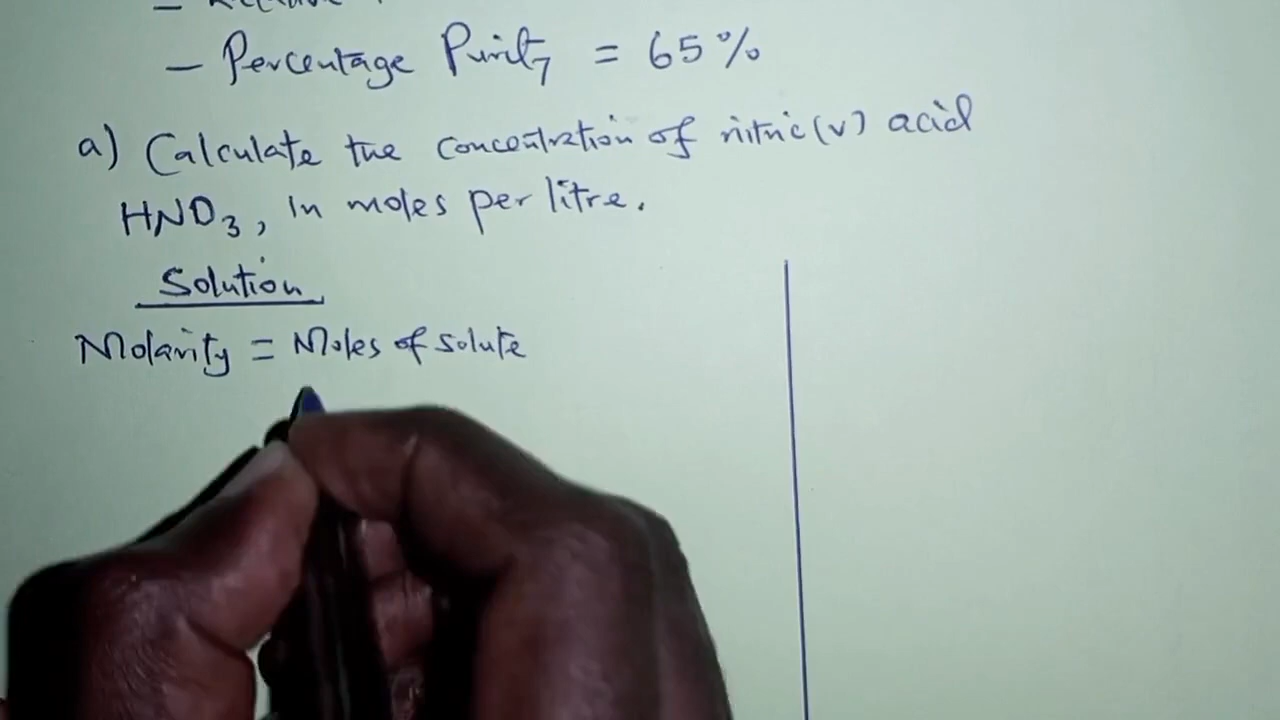 — Percentage Purity = 65%
a) Calculate the concentration of nitric(v) acid
HNO3, in moles per litre.
Solution
Molarity = Moles of solute